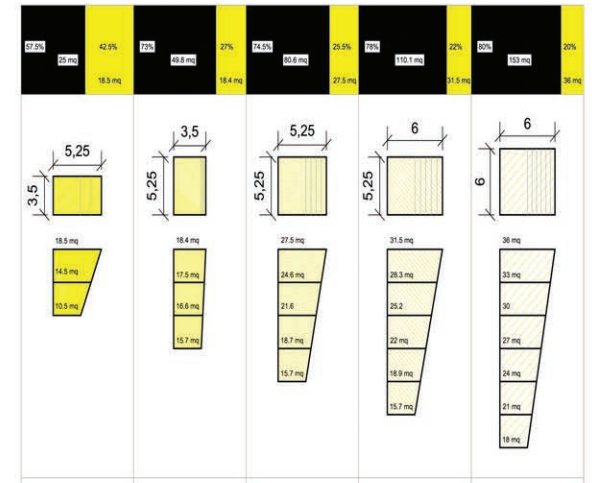 57.5% 42.5% 73% 27% 74.5% 25.5% 78% 22% 80% 20%
25 mq 49.8 mq 80.6 mq 110.1 mq 153 mq
18.5 mq 18.4 mq 27.5 mq 31.5 mq 36 mq
5,25 3,5 5,25 6 6
3,5 5,25 5,25 5,25 6
18.5 mq 18.4 mq 27.5 mq 31.5 mq 36 mq
14.5 mq 17.5 mq 24.6 mq 28.3 mq 33 mq
10.5 mq 16.6 mq 21.6 25.2 30
15.7 mq 18.7 mq 22 mq 27 mq
15.7 mq 18.9 mq 24 mq
15.7 mq 21 mq
18 mq